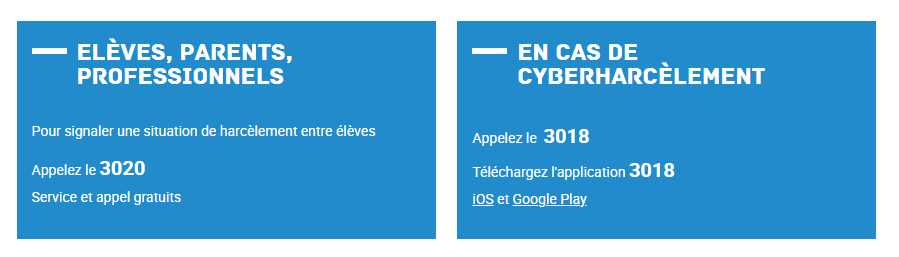 ELÈVES, PARENTS,
PROFESSIONNELS
Pour signaler une situation de harcèlement entre élèves
Appelez le 3020
Service et appel gratuits
EN CAS DE
CYBERHARCÈLEMENT
Appelez le 3018
Téléchargez l'application 3018
iOS et Google Play